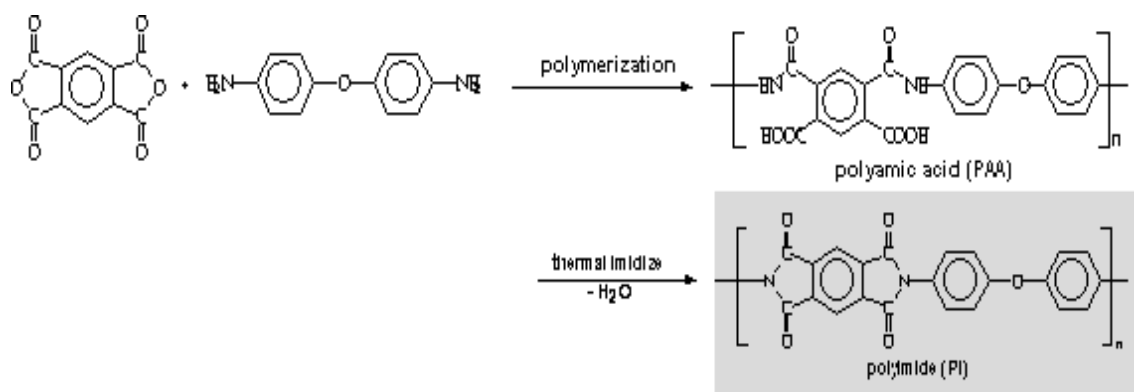 O O O O
C C C C
O O
+
H₂N
O
NH₂
polymerization
O O
C C
HN NH
O
HOOC COOH
n
polyamic acid (PAA)
thermal imidize
- H₂O
O O
C C
N N
C C
O O
O
n
polyimide (PI)